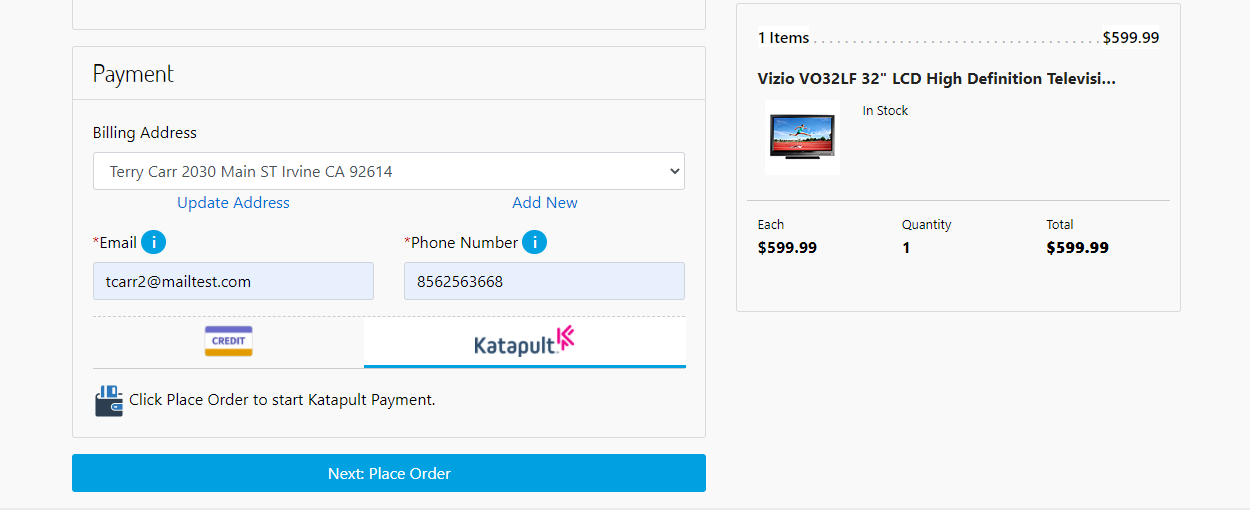 Payment
Billing Address
Terry Carr 2030 Main ST Irvine CA 92614
Update Address Add New
*Email i *Phone Number i
tcarr2@mailtest.com 8562563668
CREDIT Katapult
Click Place Order to start Katapult Payment.
Next: Place Order
1 Items $599.99
Vizio VO32LF 32" LCD High Definition Televisi...
In Stock
Each Quantity Total
$599.99 1 $599.99